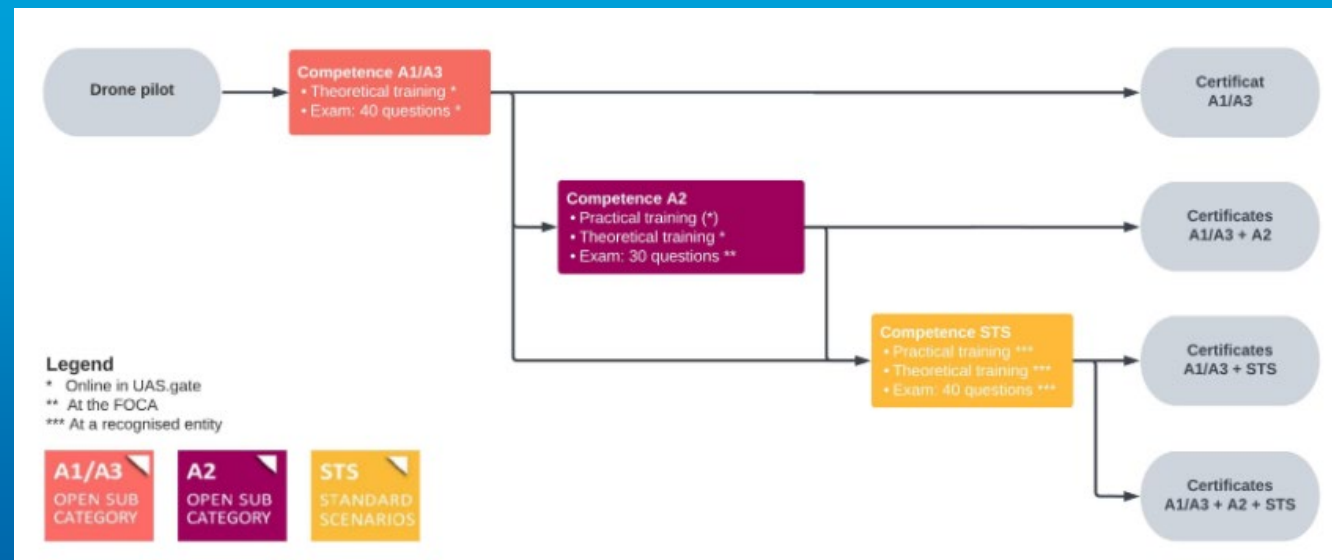 Drone pilot
Competence A1/A3
• Theoretical training *
• Exam: 40 questions *
Certificat
A1/A3
Competence A2
• Practical training (*)
• Theoretical training *
• Exam: 30 questions **
Certificates
A1/A3 + A2
Competence STS
• Practical training ***
• Theoretical training ***
• Exam: 40 questions ***
Certificates
A1/A3 + STS
Certificates
A1/A3 + A2 + STS
Legend
* Online in UAS.gate
** At the FOCA
*** At a recognised entity
A1/A3
OPEN SUB
CATEGORY
A2
OPEN SUB
CATEGORY
STS
STANDARD
SCENARIOS